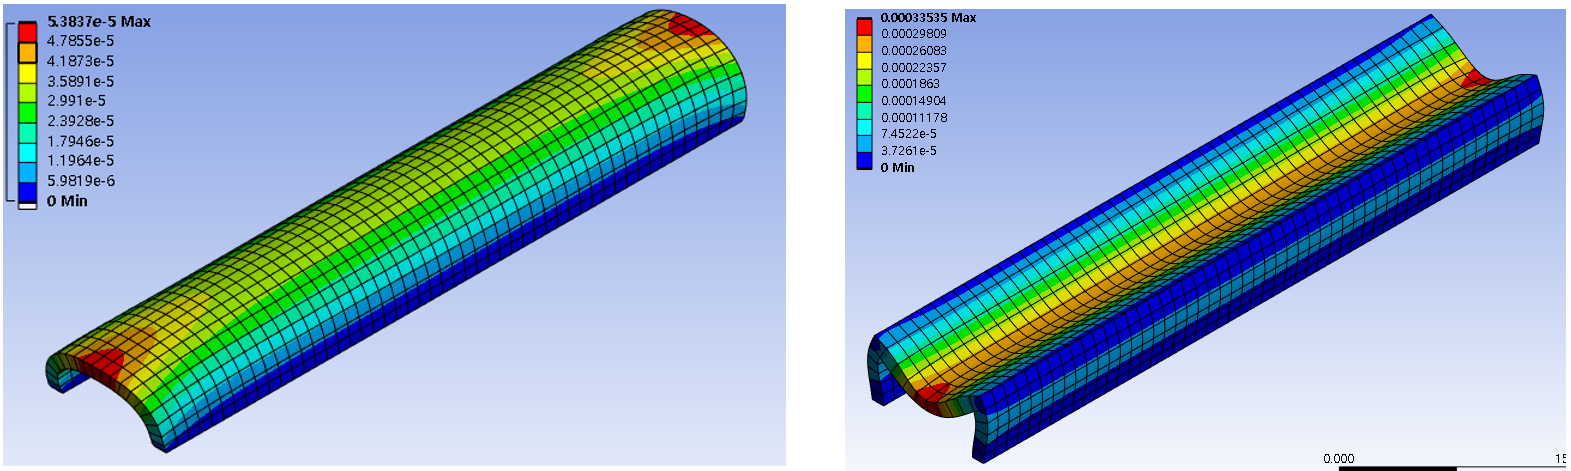 5.3837e-5 Max
4.7855e-5
4.1873e-5
3.5891e-5
2.991e-5
2.3928e-5
1.7946e-5
1.1964e-5
5.9819e-6
0 Min
0.00033535 Max
0.00029809
0.00026083
0.00022357
0.0001863
0.00014904
0.00011178
7.4522e-5
3.7261e-5
0 Min
0.000